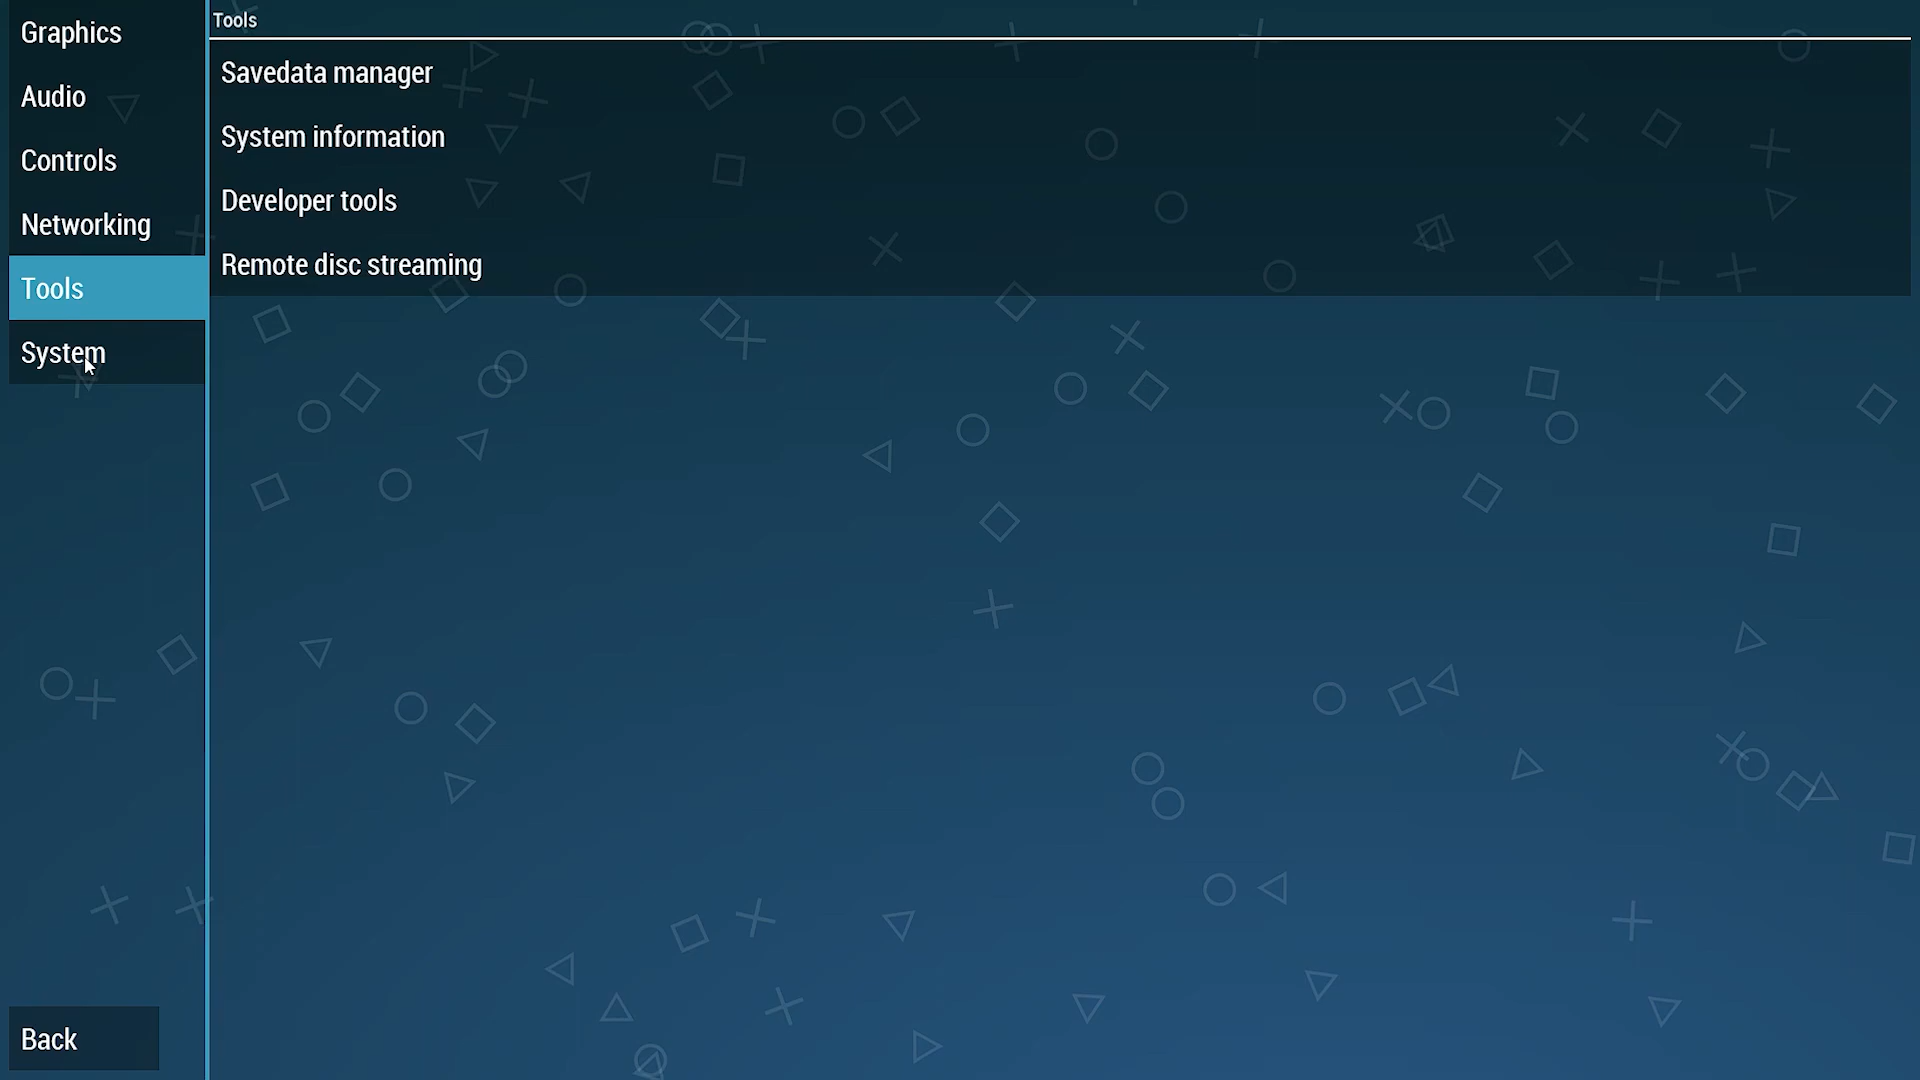 Graphics
Audio
Controls
Networking
Tools
System
Back
Tools
Savedata manager
System information
Developer tools
Remote disc streaming